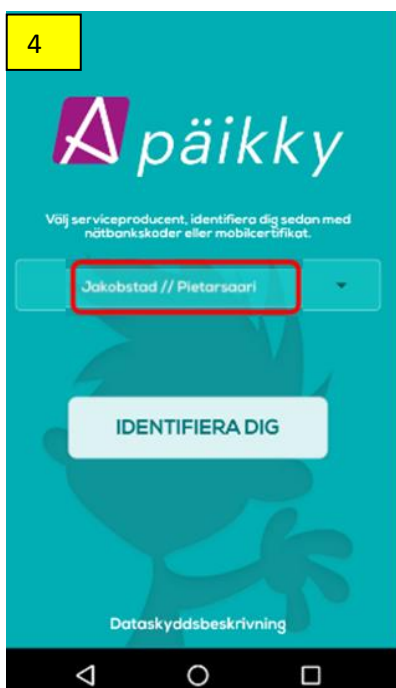 4
A päikky
Välj serviceproducent, identifiera dig sedan med
nätbankskoder eller mobilcertifikat.
Jakobstad // Pietarsaari
IDENTIFIERA DIG
Dataskyddsbeskrivning